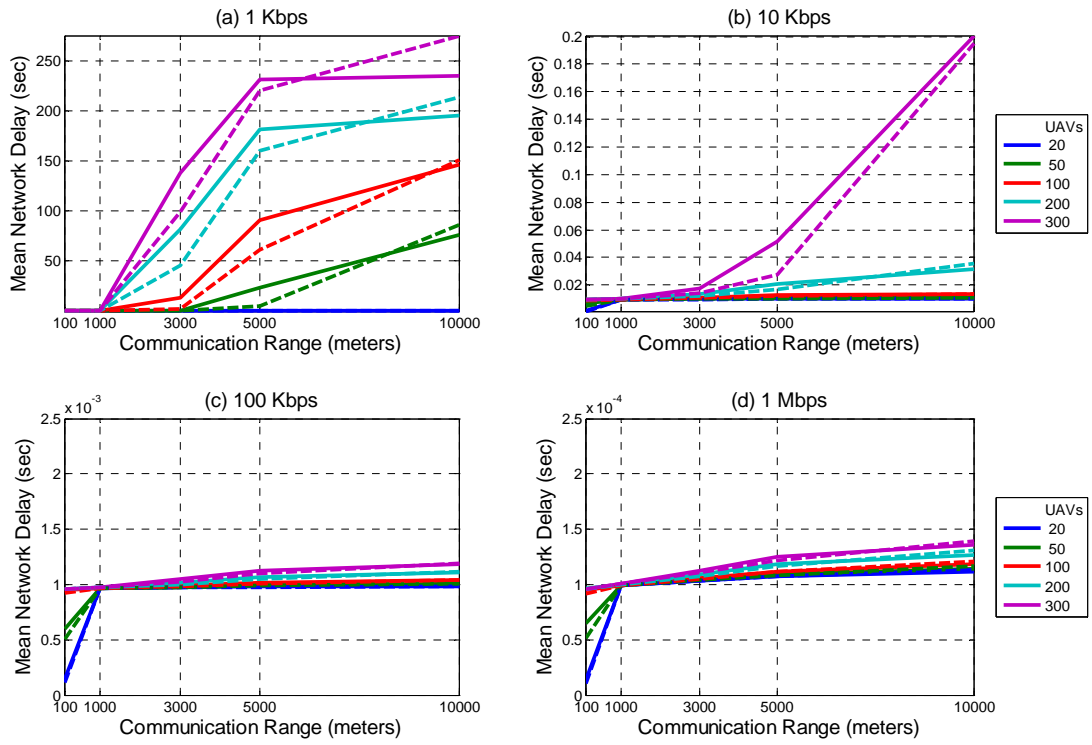 (a) 1 Kbps
Mean Network Delay (sec)
250
200
150
100
50
100 1000 3000 5000 10000
Communication Range (meters)
(b) 10 Kbps
Mean Network Delay (sec)
0.2
0.18
0.16
0.14
0.12
0.1
0.08
0.06
0.04
0.02
100 1000 3000 5000 10000
Communication Range (meters)
UAVs
20
50
100
200
300
(c) 100 Kbps
x 10^-3
Mean Network Delay (sec)
2.5
2
1.5
1
0.5
0
100 1000 3000 5000 10000
Communication Range (meters)
(d) 1 Mbps
x 10^-4
Mean Network Delay (sec)
2.5
2
1.5
1
0.5
0
100 1000 3000 5000 10000
Communication Range (meters)
UAVs
20
50
100
200
300